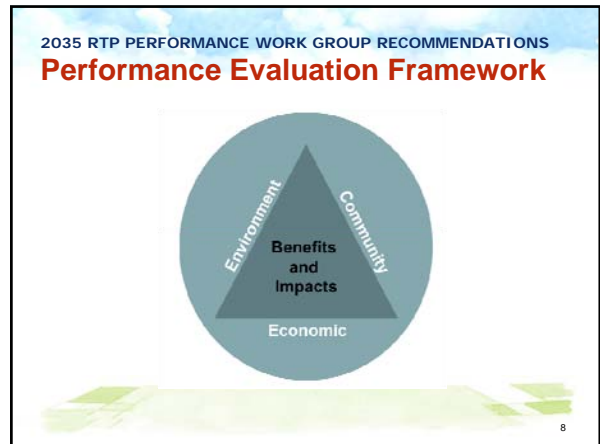 2035 RTP PERFORMANCE WORK GROUP RECOMMENDATIONS
Performance Evaluation Framework
Environment
Community
Benefits
and
Impacts
Economic
8